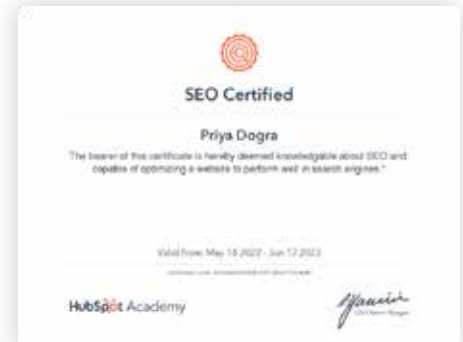 SEO Certified
Priya Dogra
The bearer of this certificate is hereby deemed knowledgable about SEO and
capable of optimizing a website to perform well in search engines."
Valid from: May 18 2022 - Jun 17 2023
HubSpot Academy